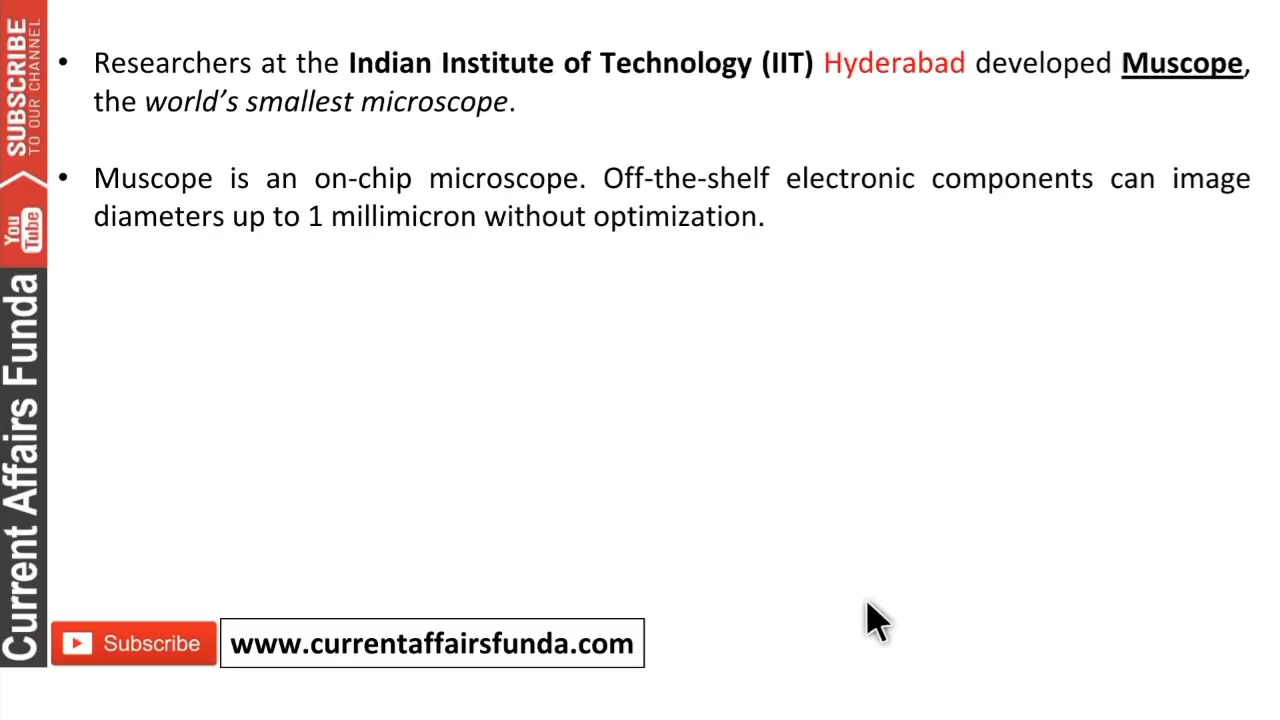 • Researchers at the Indian Institute of Technology (IIT) Hyderabad developed Muscope,
the world’s smallest microscope.
• Muscope is an on-chip microscope. Off-the-shelf electronic components can image
diameters up to 1 millimicron without optimization.
SUBSCRIBE
TO OUR CHANNEL
You
Tube
Current Affairs Funda
Subscribe
www.currentaffairsfunda.com